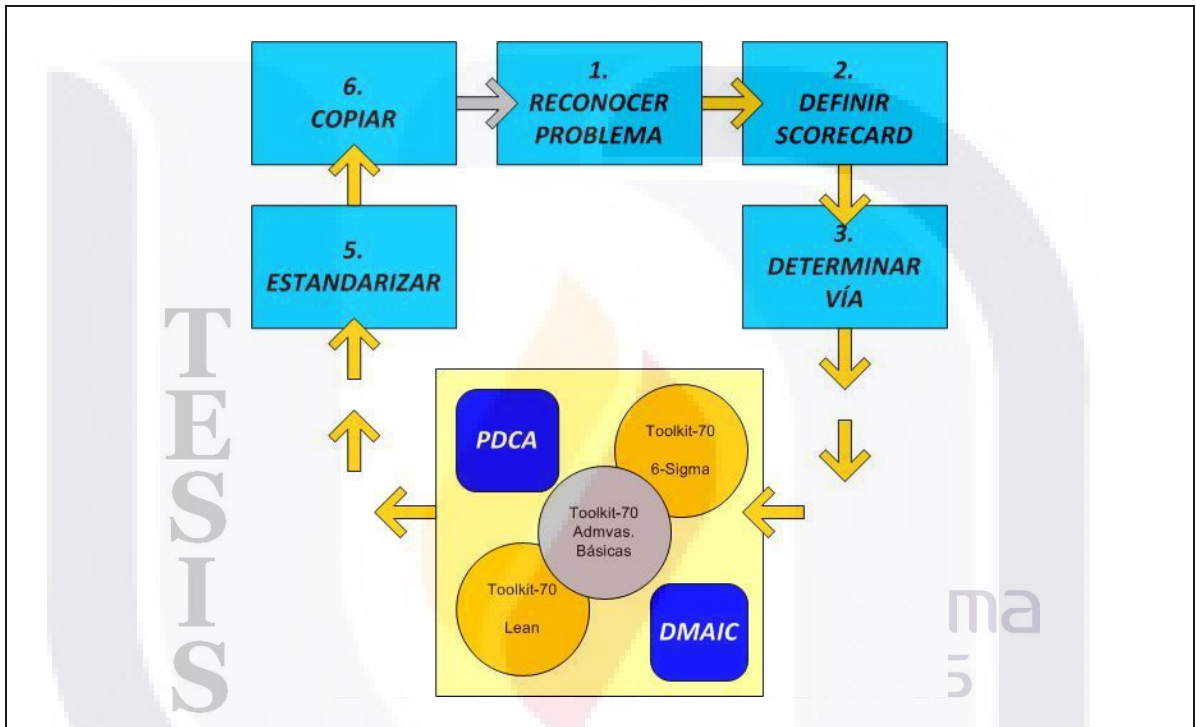 6.
COPIAR
1.
RECONOCER
PROBLEMA
2.
DEFINIR
SCORECARD
5.
ESTANDARIZAR
3.
DETERMINAR
VÍA
PDCA
Toolkit-70
6-Sigma
Toolkit-70
Admvas.
Básicas
Toolkit-70
Lean
DMAIC
TESIS
ma